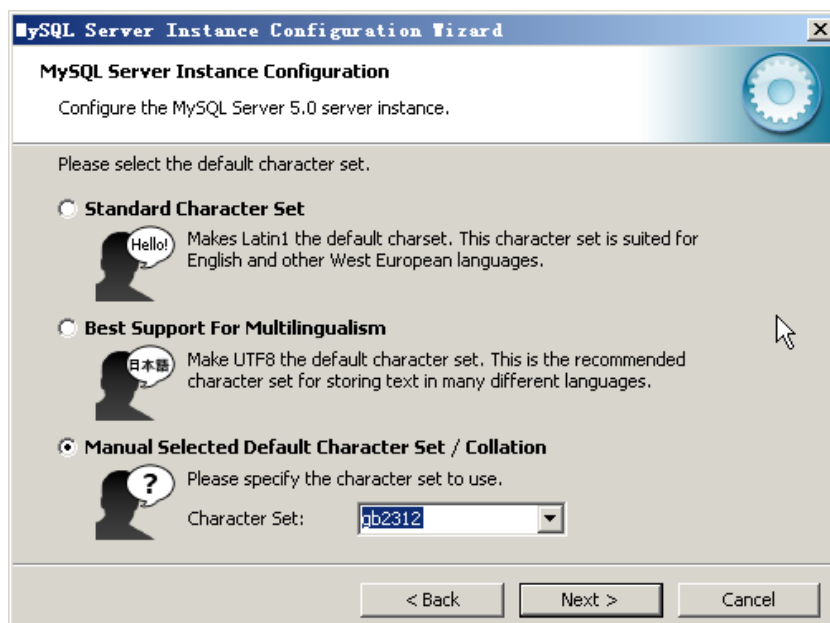 MySQL Server Instance Configuration Wizard
MySQL Server Instance Configuration
Configure the MySQL Server 5.0 server instance.
Please select the default character set.
Standard Character Set
Hello!
Makes Latin1 the default charset. This character set is suited for
English and other West European languages.
Best Support For Multilingualism
日本語
Make UTF8 the default character set. This is the recommended
character set for storing text in many different languages.
Manual Selected Default Character Set / Collation
?
Please specify the character set to use.
Character Set: gb2312
< Back Next > Cancel